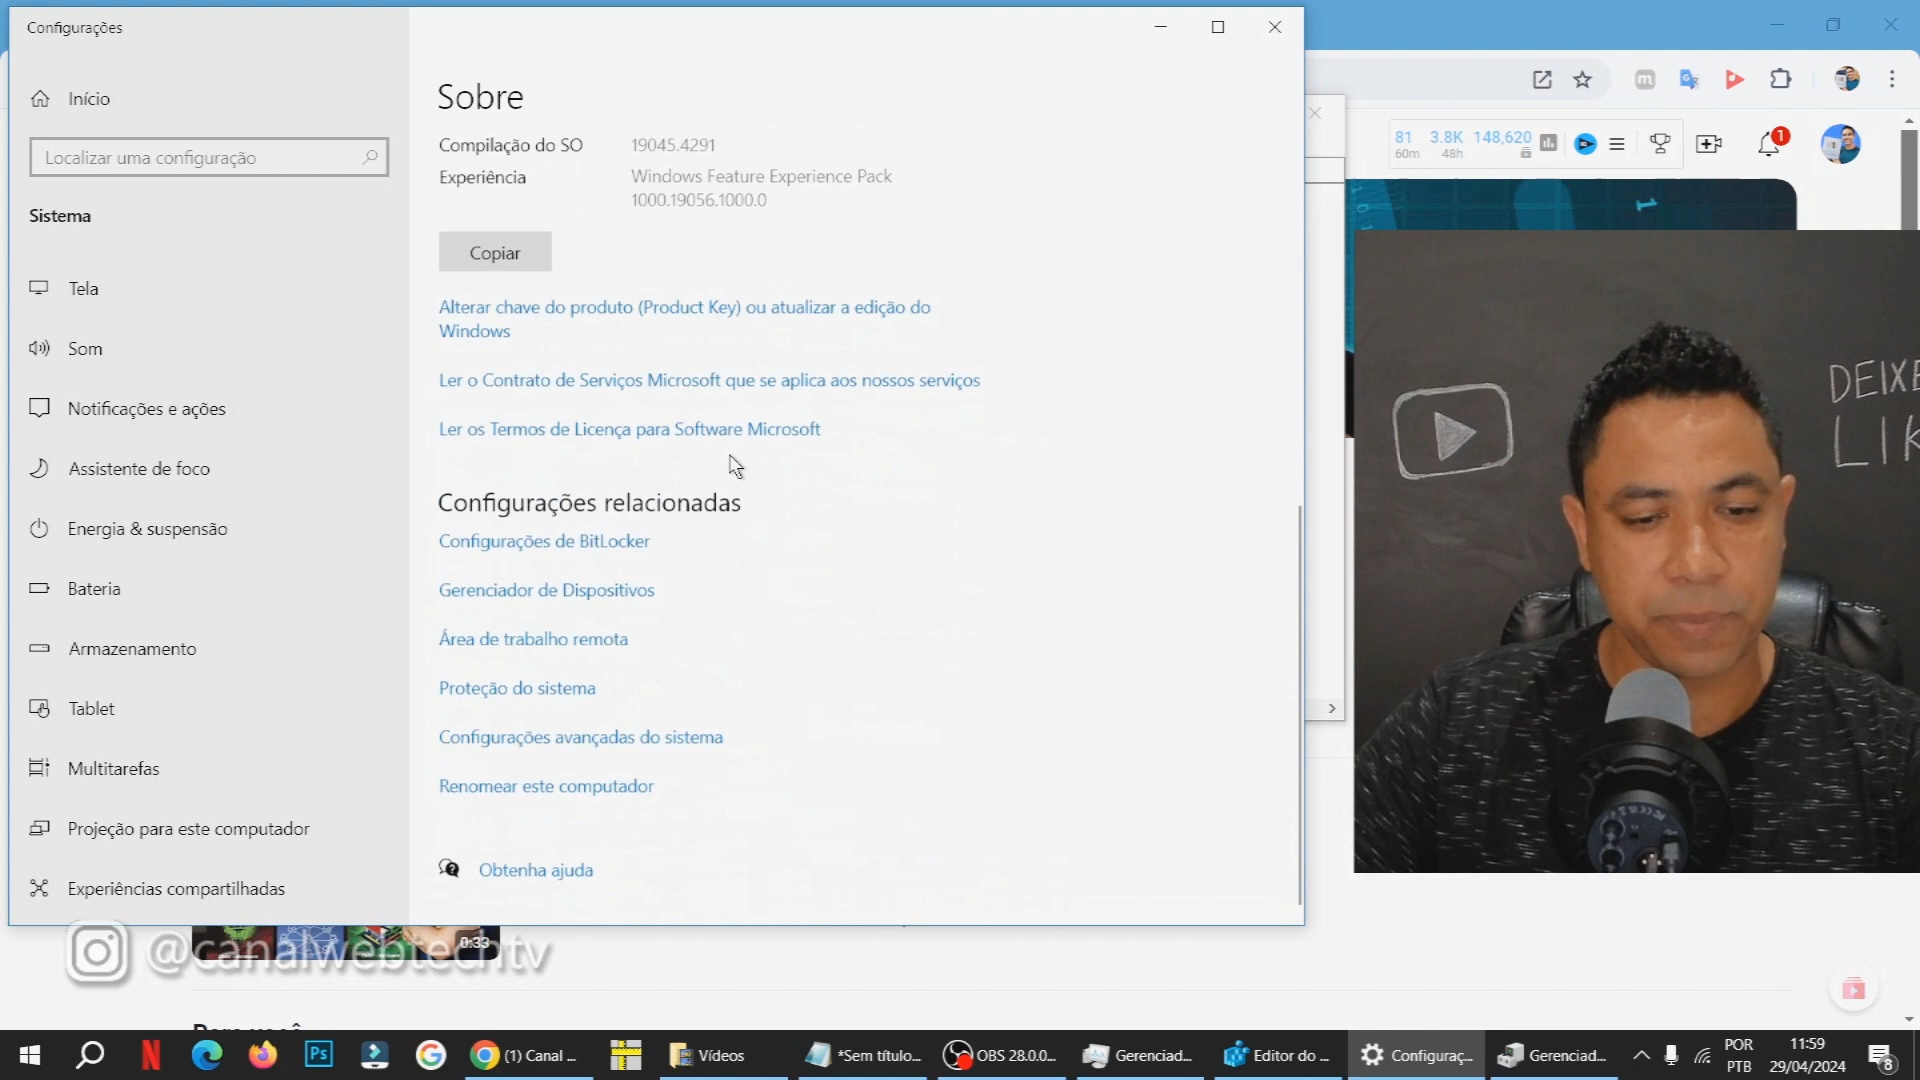 Configurações
Início
Localizar uma configuração
Sistema
Tela
Som
Notificações e ações
Assistente de foco
Energia & suspensão
Bateria
Armazenamento
Tablet
Multitarefas
Projeção para este computador
Experiências compartilhadas
Sobre
Compilação do SO 19045.4291
Experiência Windows Feature Experience Pack
1000.19056.1000.0
Copiar
Alterar chave do produto (Product Key) ou atualizar a edição do
Windows
Ler o Contrato de Serviços Microsoft que se aplica aos nossos serviços
Ler os Termos de Licença para Software Microsoft
Configurações relacionadas
Configurações de BitLocker
Gerenciador de Dispositivos
Área de trabalho remota
Proteção do sistema
Configurações avançadas do sistema
Renomear este computador
Obtenha ajuda
81 3.8K 148,620
60m 48h
1
DEIXE
LIK
0:33
@canalwebtechtv
Para você
Ps
(1) Canal ...
Vídeos
*Sem título...
OBS 28.0.0...
Gerenciad...
Editor do ...
Configuraç...
Gerenciad...
POR
PTB
11:59
29/04/2024
8